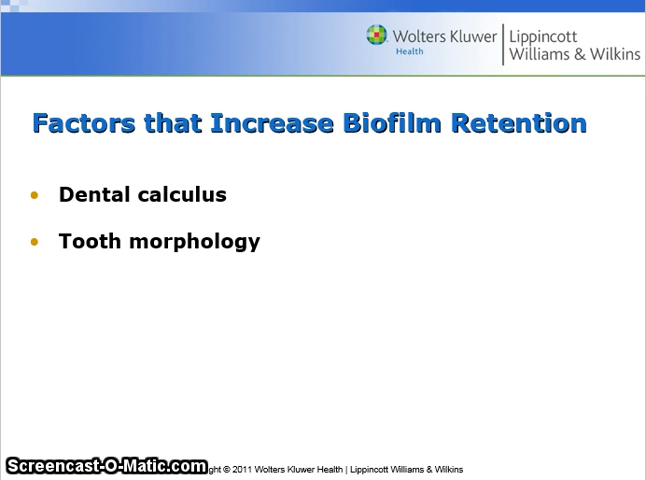 Wolters Kluwer | Lippincott
Health
Williams & Wilkins
Factors that Increase Biofilm Retention
• Dental calculus
• Tooth morphology
Screencast-O-Matic.com
© 2011 Wolters Kluwer Health | Lippincott Williams & Wilkins